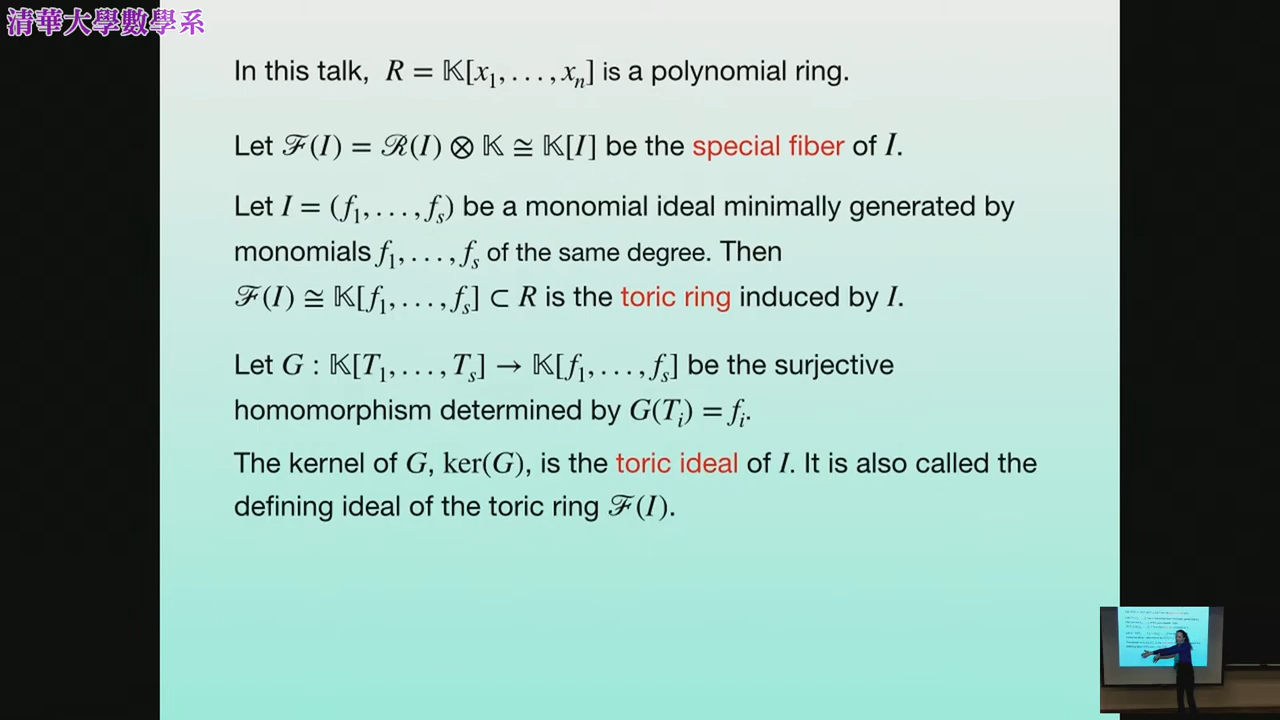 清華大學數學系
In this talk, R = 𝕂[x₁, . . . , xₙ] is a polynomial ring.
Let ℱ(I) = ℛ(I) ⊗ 𝕂 ≅ 𝕂[I] be the special fiber of I.
Let I = (f₁, . . . , fₛ) be a monomial ideal minimally generated by
monomials f₁, . . . , fₛ of the same degree. Then
ℱ(I) ≅ 𝕂[f₁, . . . , fₛ] ⊂ R is the toric ring induced by I.
Let G : 𝕂[T₁, . . . , Tₛ] → 𝕂[f₁, . . . , fₛ] be the surjective
homomorphism determined by G(Tᵢ) = fᵢ.
The kernel of G, ker(G), is the toric ideal of I. It is also called the
defining ideal of the toric ring ℱ(I).